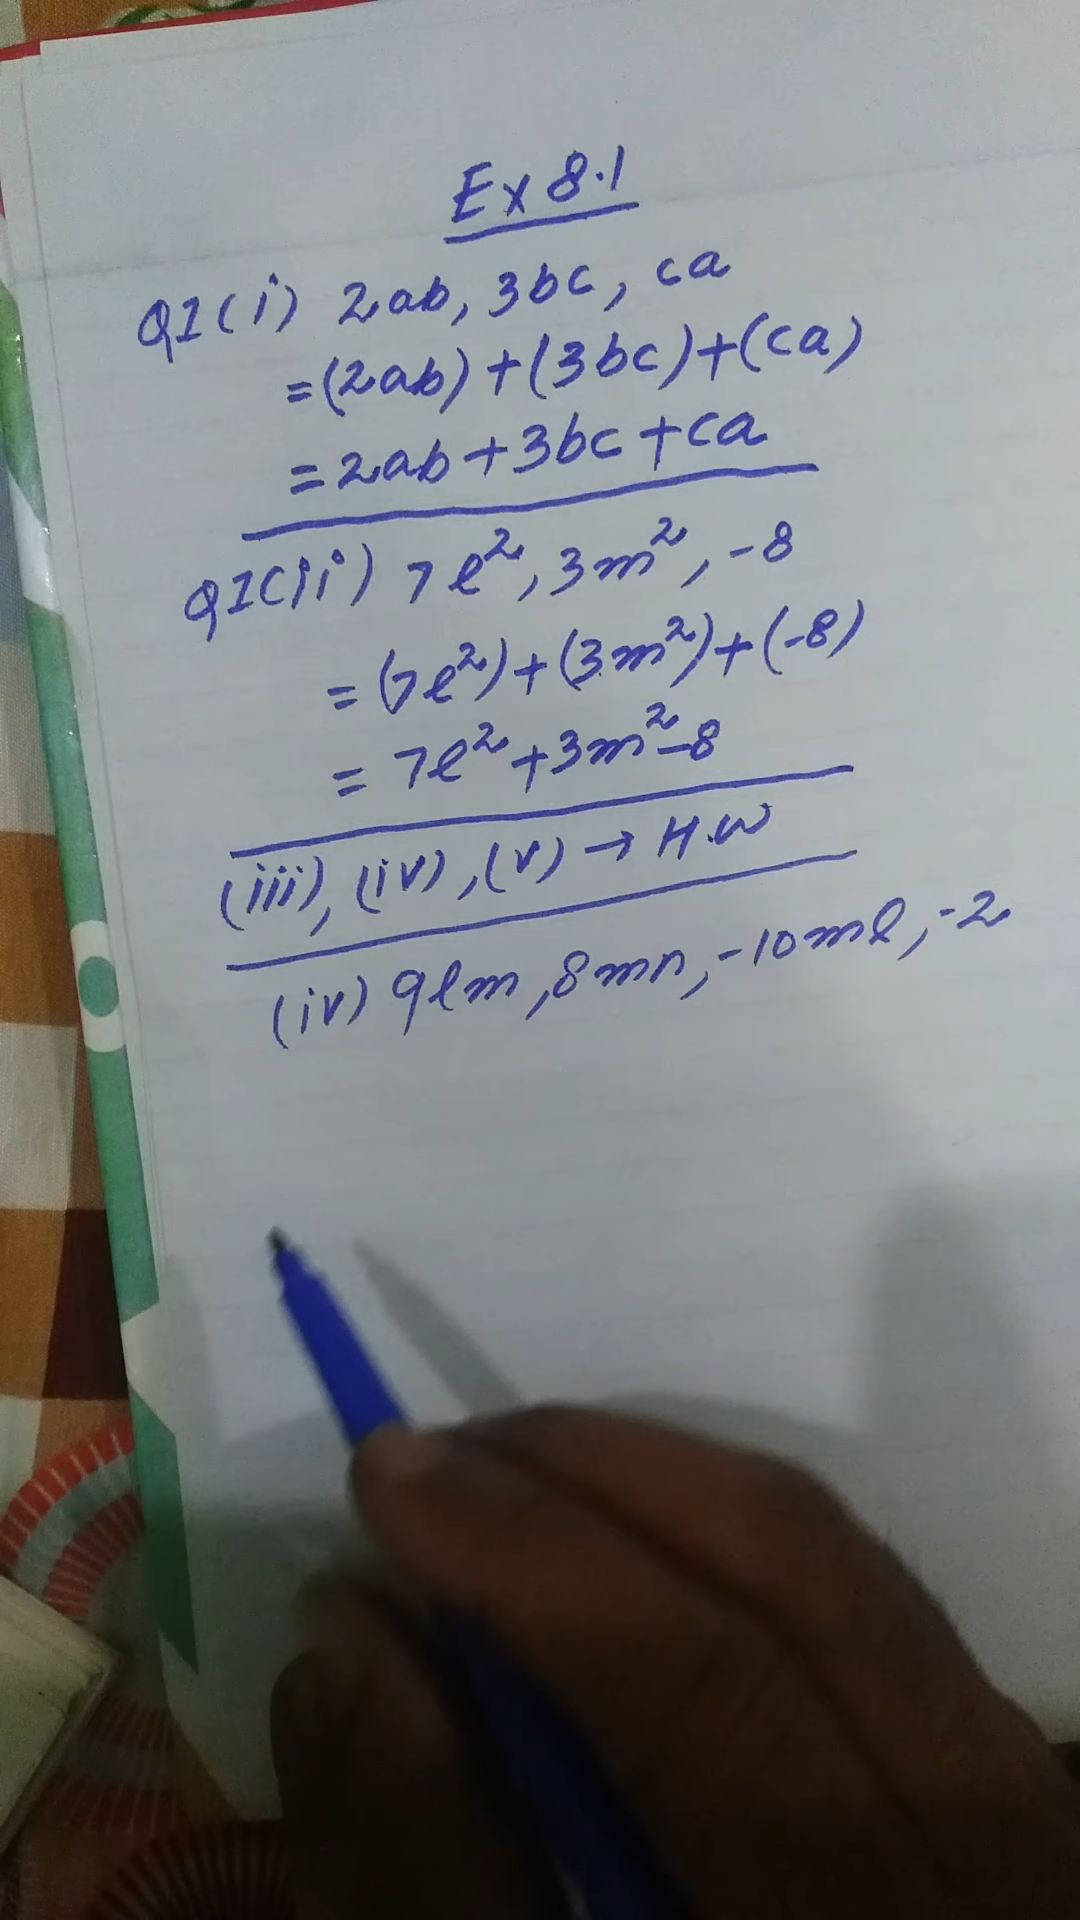 Ex 8.1
Q1(i) 2ab, 3bc, ca
=(2ab)+(3bc)+(ca)
=2ab+3bc+ca
Q1(ii) 7l², 3m², -8
= (7l²)+(3m²)+(-8)
= 7l²+3m²-8
(iii), (iv), (v) → H.W
(iv) 9lm, 8mn, -10ml, -2